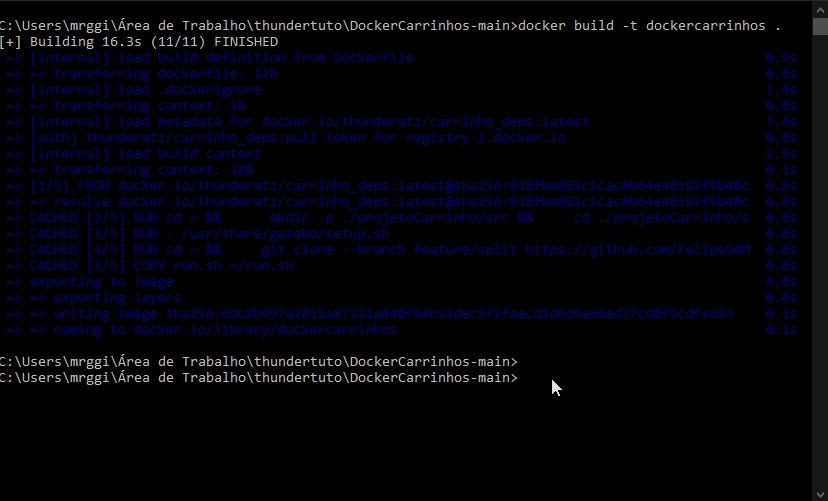 C:\Users\mrggi\Área de Trabalho\thundertuto\DockerCarrinhos-main>docker build -t dockercarrinhos .
[+] Building 16.3s (11/11) FINISHED
=> [internal] load build definition from Dockerfile 0.9s
=> => transferring dockerfile: 32B 0.0s
=> [internal] load .dockerignore 1.4s
=> => transferring context: 2B 0.0s
=> [internal] load metadata for docker.io/thunderatz/carrinho_deps:latest 7.4s
=> [auth] thunderatz/carrinho_deps:pull token for registry-1.docker.io 0.0s
=> [internal] load build context 2.5s
=> => transferring context: 28B 0.1s
=> [1/5] FROM docker.io/thunderatz/carrinho_deps:latest@sha256:038fba862c5cac0b64e40192f9b40c 0.8s
=> => resolve docker.io/thunderatz/carrinho_deps:latest@sha256:038fba862c5cac0b64e40192f9b40c 0.8s
=> CACHED [2/5] RUN cd ~ && mkdir -p ./projetoCarrinho/src && cd ./projetoCarrinho/s 0.0s
=> CACHED [3/5] RUN . /usr/share/gazebo/setup.sh 0.0s
=> CACHED [4/5] RUN cd ~ && git clone --branch feature/split https://github.com/FelipeGdM 0.0s
=> CACHED [5/5] COPY run.sh ~/run.sh 0.0s
=> exporting to image 4.0s
=> => exporting layers 0.0s
=> => writing image sha256:6dc8b997a2015a87331a840f94b52dec5f2faacd2d6d5a66ad37cd0f9cdfe693 0.1s
=> => naming to docker.io/library/dockercarrinhos 0.1s
C:\Users\mrggi\Área de Trabalho\thundertuto\DockerCarrinhos-main>
C:\Users\mrggi\Área de Trabalho\thundertuto\DockerCarrinhos-main>